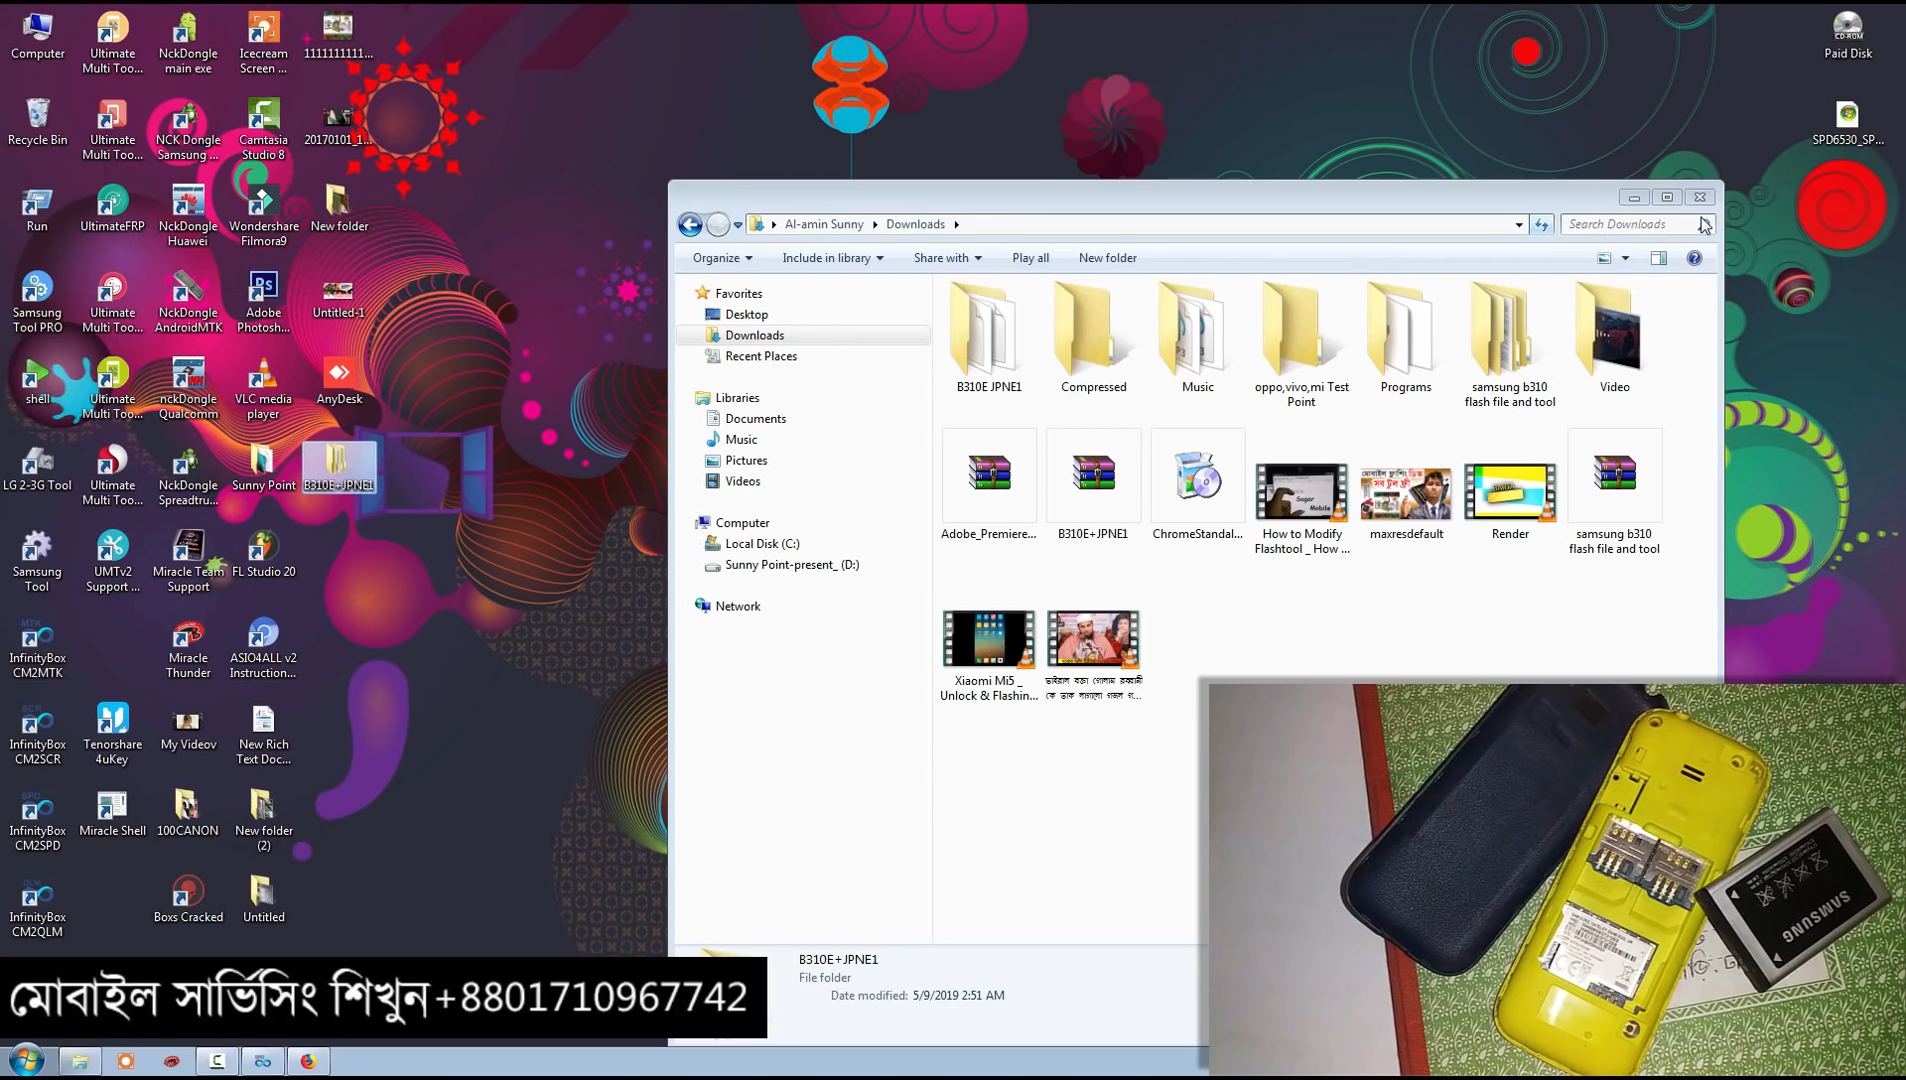 Computer
Ultimate
Multi Too...
NckDongle
main exe
Icecream
Screen ...
1111111111...
Recycle Bin
Ultimate
Multi Too...
NCK Dongle
Samsung ...
Camtasia
Studio 8
20170101_1...
Run
UltimateFRP
NckDongle
Huawei
Wondershare
Filmora9
New folder
Samsung
Tool PRO
Ultimate
Multi Too...
NckDongle
AndroidMTK
Adobe
Photosh...
Untitled-1
shell
Ultimate
Multi Too...
nckDongle
Qualcomm
VLC media
player
AnyDesk
LG 2-3G Tool
Ultimate
Multi Too...
NckDongle
Spreadtru...
Sunny Point
B310E+JPNE1
Samsung
Tool
UMTv2
Support ...
Miracle Team
Support
FL Studio 20
InfinityBox
CM2MTK
Miracle
Thunder
ASIO4ALL v2
Instruction...
InfinityBox
CM2SCR
Tenorshare
4uKey
My Videov
New Rich
Text Doc...
InfinityBox
CM2SPD
Miracle Shell
100CANON
New folder
(2)
InfinityBox
CM2QLM
Boxs Cracked
Untitled
Paid Disk
SPD6530_SP...
Al-amin Sunny
Downloads
Search Downloads
Organize
Include in library
Share with
Play all
New folder
Favorites
Desktop
Downloads
Recent Places
Libraries
Documents
Music
Pictures
Videos
Computer
Local Disk (C:)
Sunny Point-present_ (D:)
Network
B310E JPNE1
Compressed
Music
oppo,vivo,mi Test
Point
Programs
samsung b310
flash file and tool
Video
Adobe_Premiere...
B310E+JPNE1
ChromeStandal...
How to Modify
Flashtool _ How ...
maxresdefault
Render
samsung b310
flash file and tool
Xiaomi Mi5 _
Unlock & Flashin...
ভাইরাল বক্তা গোলাম রব্বানী
কে ডাক লাগালো গজল গ...
B310E+JPNE1
File folder
Date modified: 5/9/2019 2:51 AM
SAMSUNG
মোবাইল সার্ভিসিং শিখুন+8801710967742